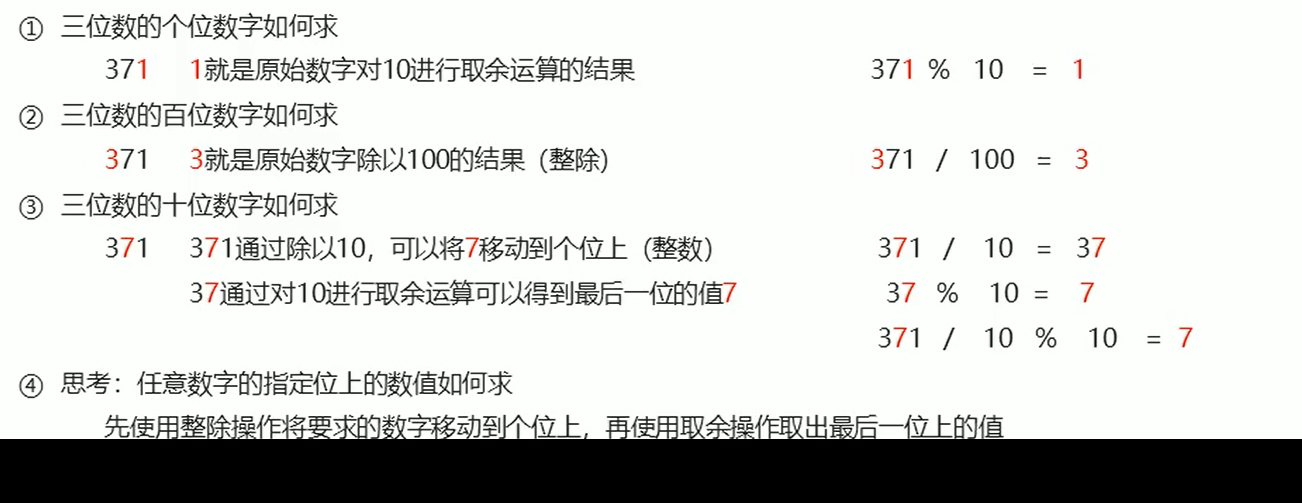 ① 三位数的个位数字如何求
371 1就是原始数字对10进行取余运算的结果 371 % 10 = 1
② 三位数的百位数字如何求
371 3就是原始数字除以100的结果（整除） 371 / 100 = 3
③ 三位数的十位数字如何求
371 371通过除以10，可以将7移动到个位上（整数） 371 / 10 = 37
37通过对10进行取余运算可以得到最后一位的值7 37 % 10 = 7
371 / 10 % 10 = 7
④ 思考：任意数字的指定位上的数值如何求
先使用整除操作将要求的数字移动到个位上，再使用取余操作取出最后一位上的值